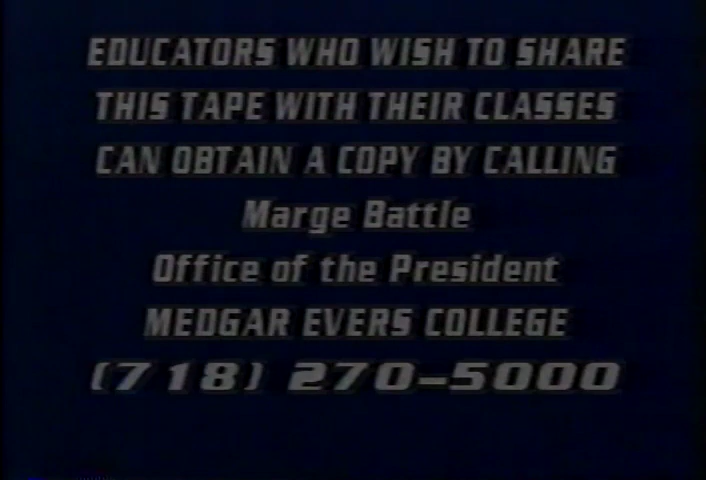 EDUCATORS WHO WISH TO SHARE
THIS TAPE WITH THEIR CLASSES
CAN OBTAIN A COPY BY CALLING
Marge Battle
Office of the President
MEDGAR EVERS COLLEGE
(718) 270-5000